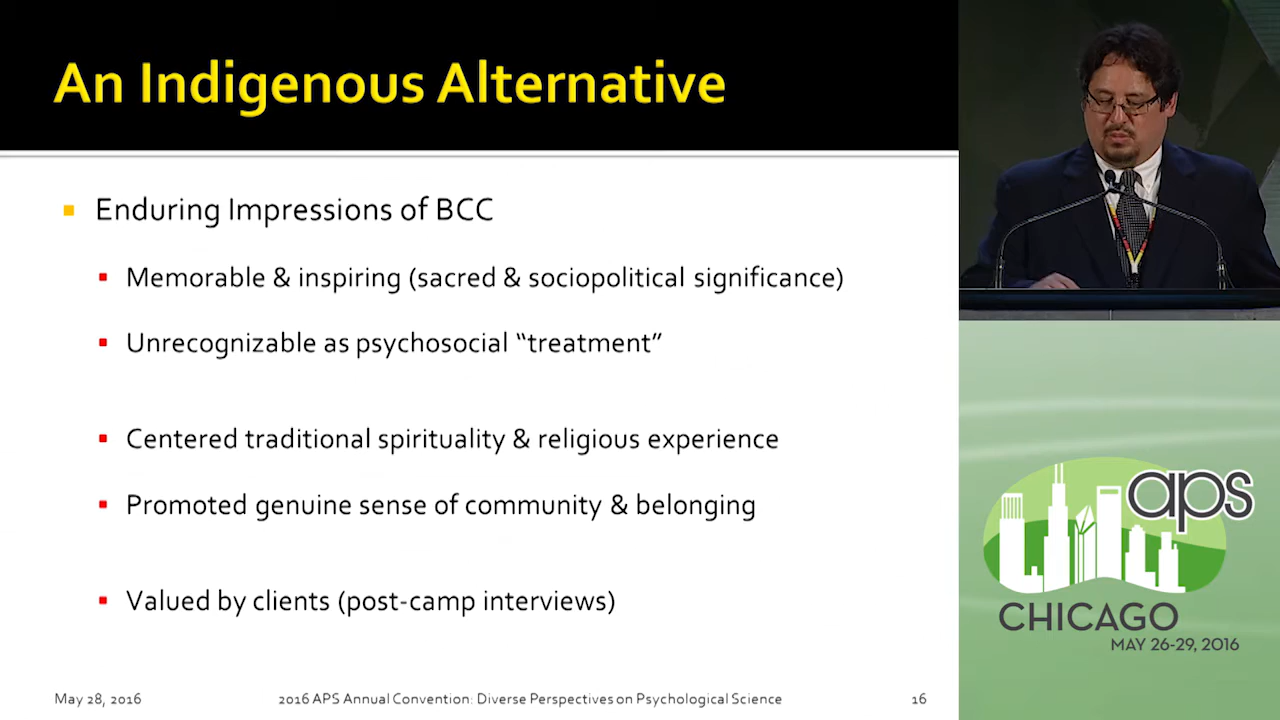 An Indigenous Alternative
Enduring Impressions of BCC
Memorable & inspiring (sacred & sociopolitical significance)
Unrecognizable as psychosocial “treatment”
Centered traditional spirituality & religious experience
Promoted genuine sense of community & belonging
Valued by clients (post-camp interviews)
May 28, 2016 2016 APS Annual Convention: Diverse Perspectives on Psychological Science 16
aps
CHICAGO
MAY 26-29, 2016